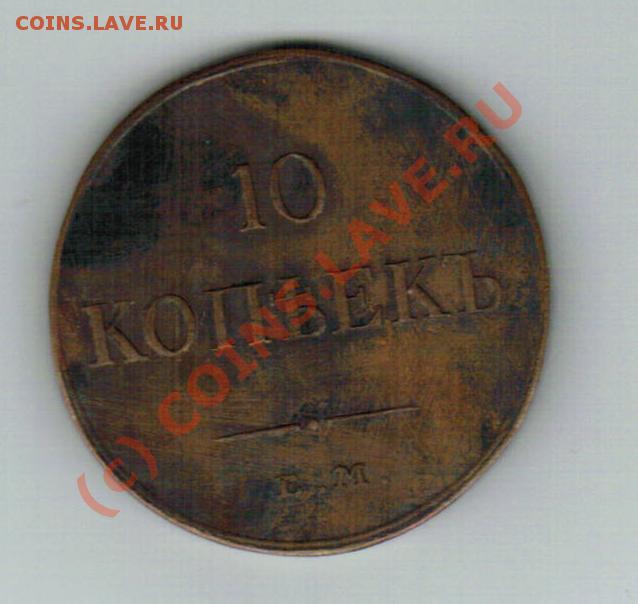 COINS.LAVE.RU
(c) COINS.LAVE.RU
10
КОПѢЕКЪ
Е. М.